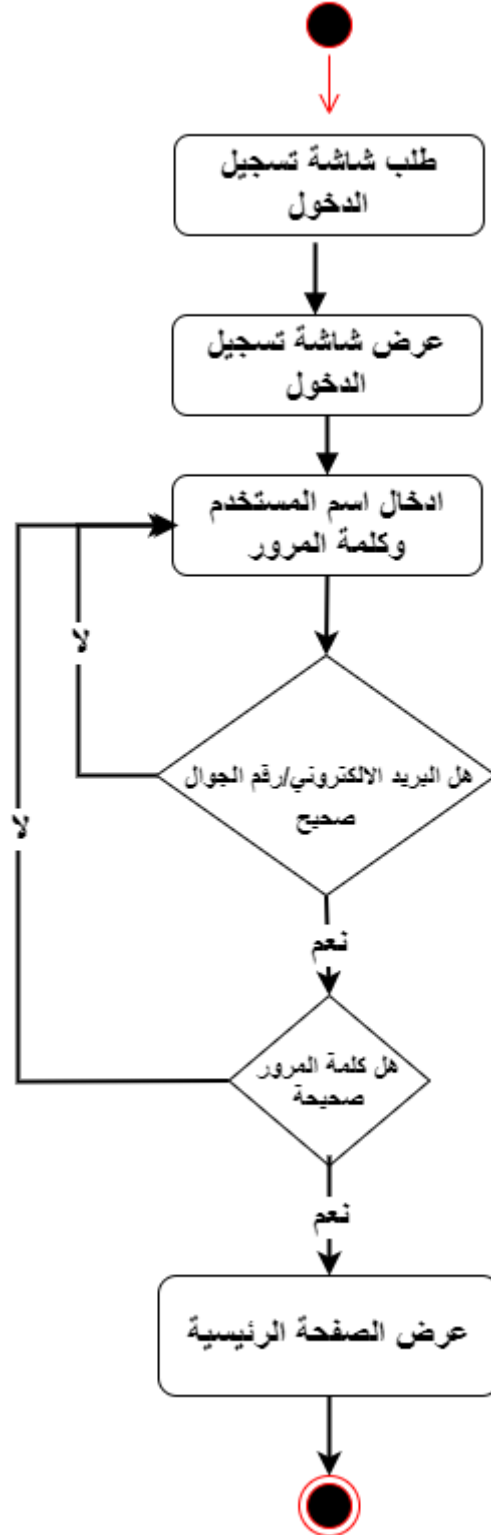 طلب شاشة تسجيل
الدخول
عرض شاشة تسجيل
الدخول
ادخال اسم المستخدم
وكلمة المرور
لا
هل البريد الالكتروني/رقم الجوال
صحيح
لا
نعم
هل كلمة المرور
صحيحة
نعم
عرض الصفحة الرئيسية